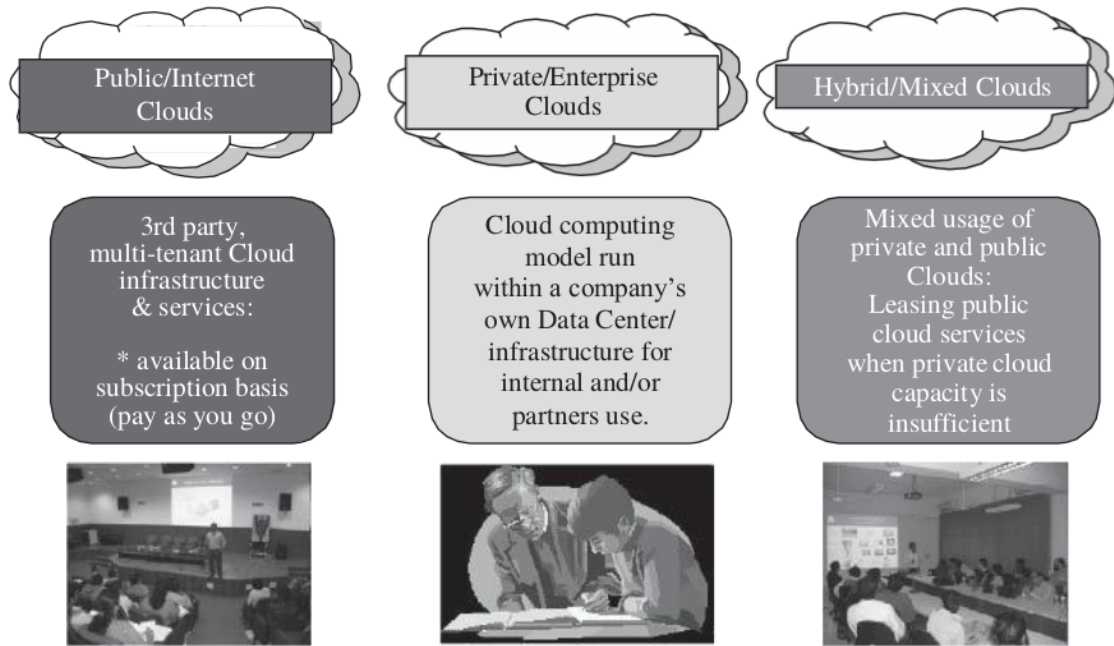 Public/Internet
Clouds
Private/Enterprise
Clouds
Hybrid/Mixed Clouds
3rd party,
multi-tenant Cloud
infrastructure
& services:
* available on
subscription basis
(pay as you go)
Cloud computing
model run
within a company’s
own Data Center/
infrastructure for
internal and/or
partners use.
Mixed usage of
private and public
Clouds:
Leasing public
cloud services
when private cloud
capacity is
insufficient